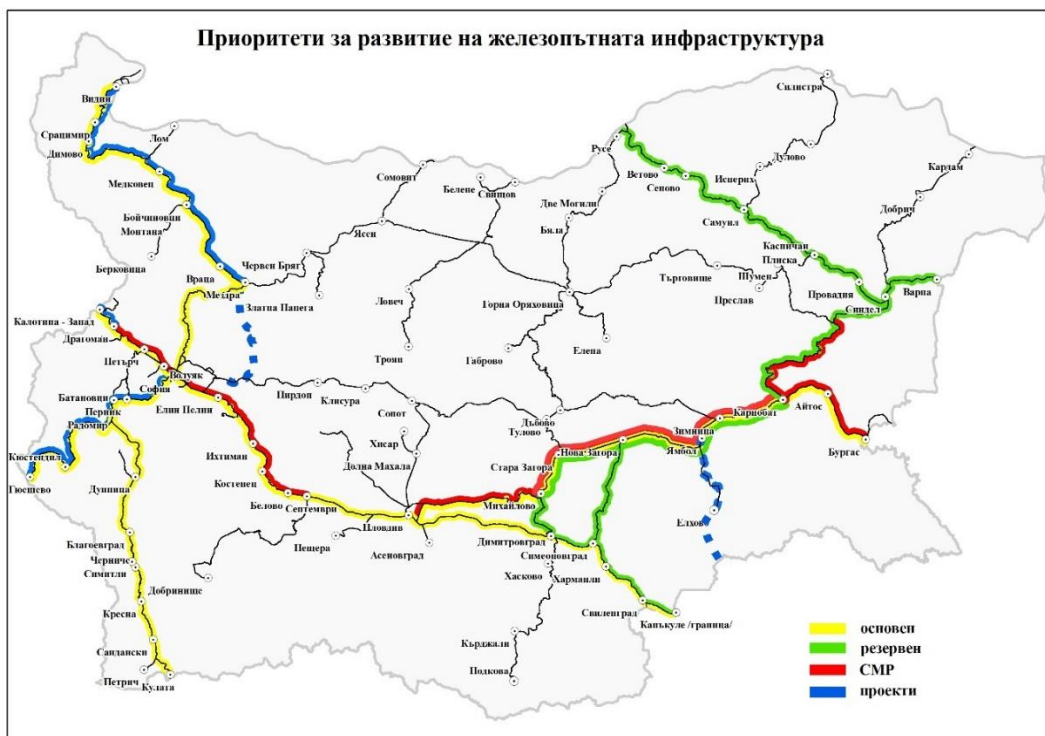 Приоритети за развитие на железопътната инфраструктура
Видин
Срацимир
Димово
Лом
Медковец
Бойчиновци
Монтана
Берковица
Враца
Мездра
Червен Бряг
Златна Панега
Сомовит
Ясен
Белене
Свищов
Ловеч
Троян
Русе
Ветово
Сеново
Две Могили
Бяла
Горна Оряховица
Габрово
Елена
Силистра
Дулово
Исперих
Самуил
Кардам
Добрич
Каспичан
Плиска
Шумен
Търговище
Преслав
Провадия
Синдел
Варна
Калотина - Запад
Драгоман
Петърч
Волуяк
София
Батановци
Перник
Радомир
Кюстендил
Гюешево
Елин Пелин
Пирдоп
Клисура
Сопот
Хисар
Долна Махала
Ихтиман
Костенец
Белово
Септември
Пловдив
Пещера
Асеновград
Дупница
Благоевград
Черниче
Симитли
Добринище
Кресна
Сандански
Петрич
Кулата
Дъбово
Тулово
Стара Загора
Нова Загора
Михайлово
Зимница
Ямбол
Карнобат
Айтос
Бургас
Елхово
Димитровград
Симеоновград
Хасково
Харманли
Свиленград
Капъкуле /граница/
Кърджали
Подкова
основен
резервен
СМР
проекти